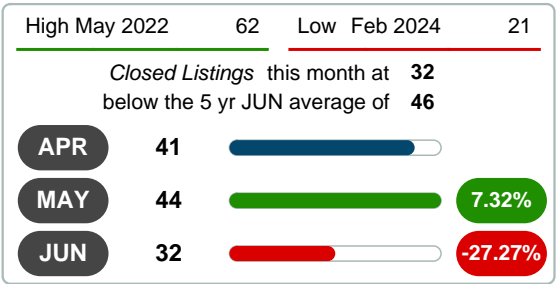 High May 2022 62 Low Feb 2024 21
Closed Listings this month at 32
below the 5 yr JUN average of 46
APR 41
MAY 44 7.32%
JUN 32 -27.27%